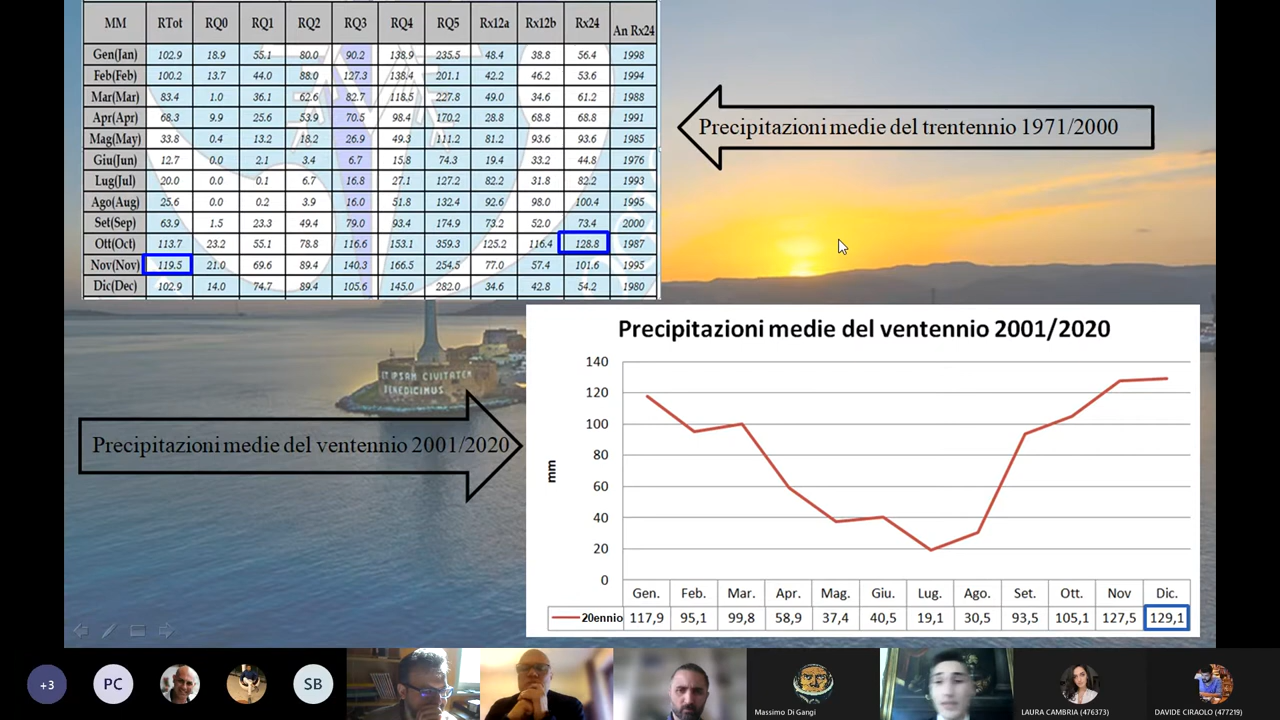 MM RTot RQ0 RQ1 RQ2 RQ3 RQ4 RQ5 Rx12a Rx12b Rx24 An Rx24
Gen(Jan) 102.9 18.9 55.1 80.0 90.2 138.9 235.5 48.4 38.8 56.4 1998
Feb(Feb) 100.2 13.7 44.0 88.0 127.3 138.4 201.1 42.2 46.2 53.6 1994
Mar(Mar) 83.4 1.0 36.1 62.6 82.7 118.5 227.8 49.0 34.6 61.2 1988
Apr(Apr) 68.3 9.9 25.6 53.9 70.5 98.4 170.2 28.8 68.8 68.8 1991
Mag(May) 33.8 0.4 13.2 18.2 26.9 49.3 111.2 81.2 93.6 93.6 1985
Giu(Jun) 12.7 0.0 2.1 3.4 6.7 15.8 74.3 19.4 33.2 44.8 1976
Lug(Jul) 20.0 0.0 0.1 6.7 16.8 27.1 127.2 82.2 31.8 82.2 1993
Ago(Aug) 25.6 0.0 0.2 3.9 16.0 51.8 132.4 92.6 98.0 100.4 1995
Set(Sep) 63.9 1.5 23.3 49.4 79.0 93.4 174.9 73.2 52.0 73.4 2000
Ott(Oct) 113.7 23.2 55.1 78.8 116.6 153.1 359.3 125.2 116.4 128.8 1987
Nov(Nov) 119.5 21.0 69.6 89.4 140.3 166.5 254.5 77.0 57.4 101.6 1995
Dic(Dec) 102.9 14.0 74.7 89.4 105.6 145.0 282.0 34.6 42.8 54.2 1980
Precipitazioni medie del trentennio 1971/2000
ET IPSAM CIVITATEM
BENEDICIMUS
Precipitazioni medie del ventennio 2001/2020
Precipitazioni medie del ventennio 2001/2020
140
120
100
80
60
40
20
0
mm
Gen. Feb. Mar. Apr. Mag. Giu. Lug. Ago. Set. Ott. Nov Dic.
20ennio 117,9 95,1 99,8 58,9 37,4 40,5 19,1 30,5 93,5 105,1 127,5 129,1
+3
PC
SB
Massimo Di Gangi
LAURA CAMBRIA (476373)
DAVIDE CIRAOLO (477219)